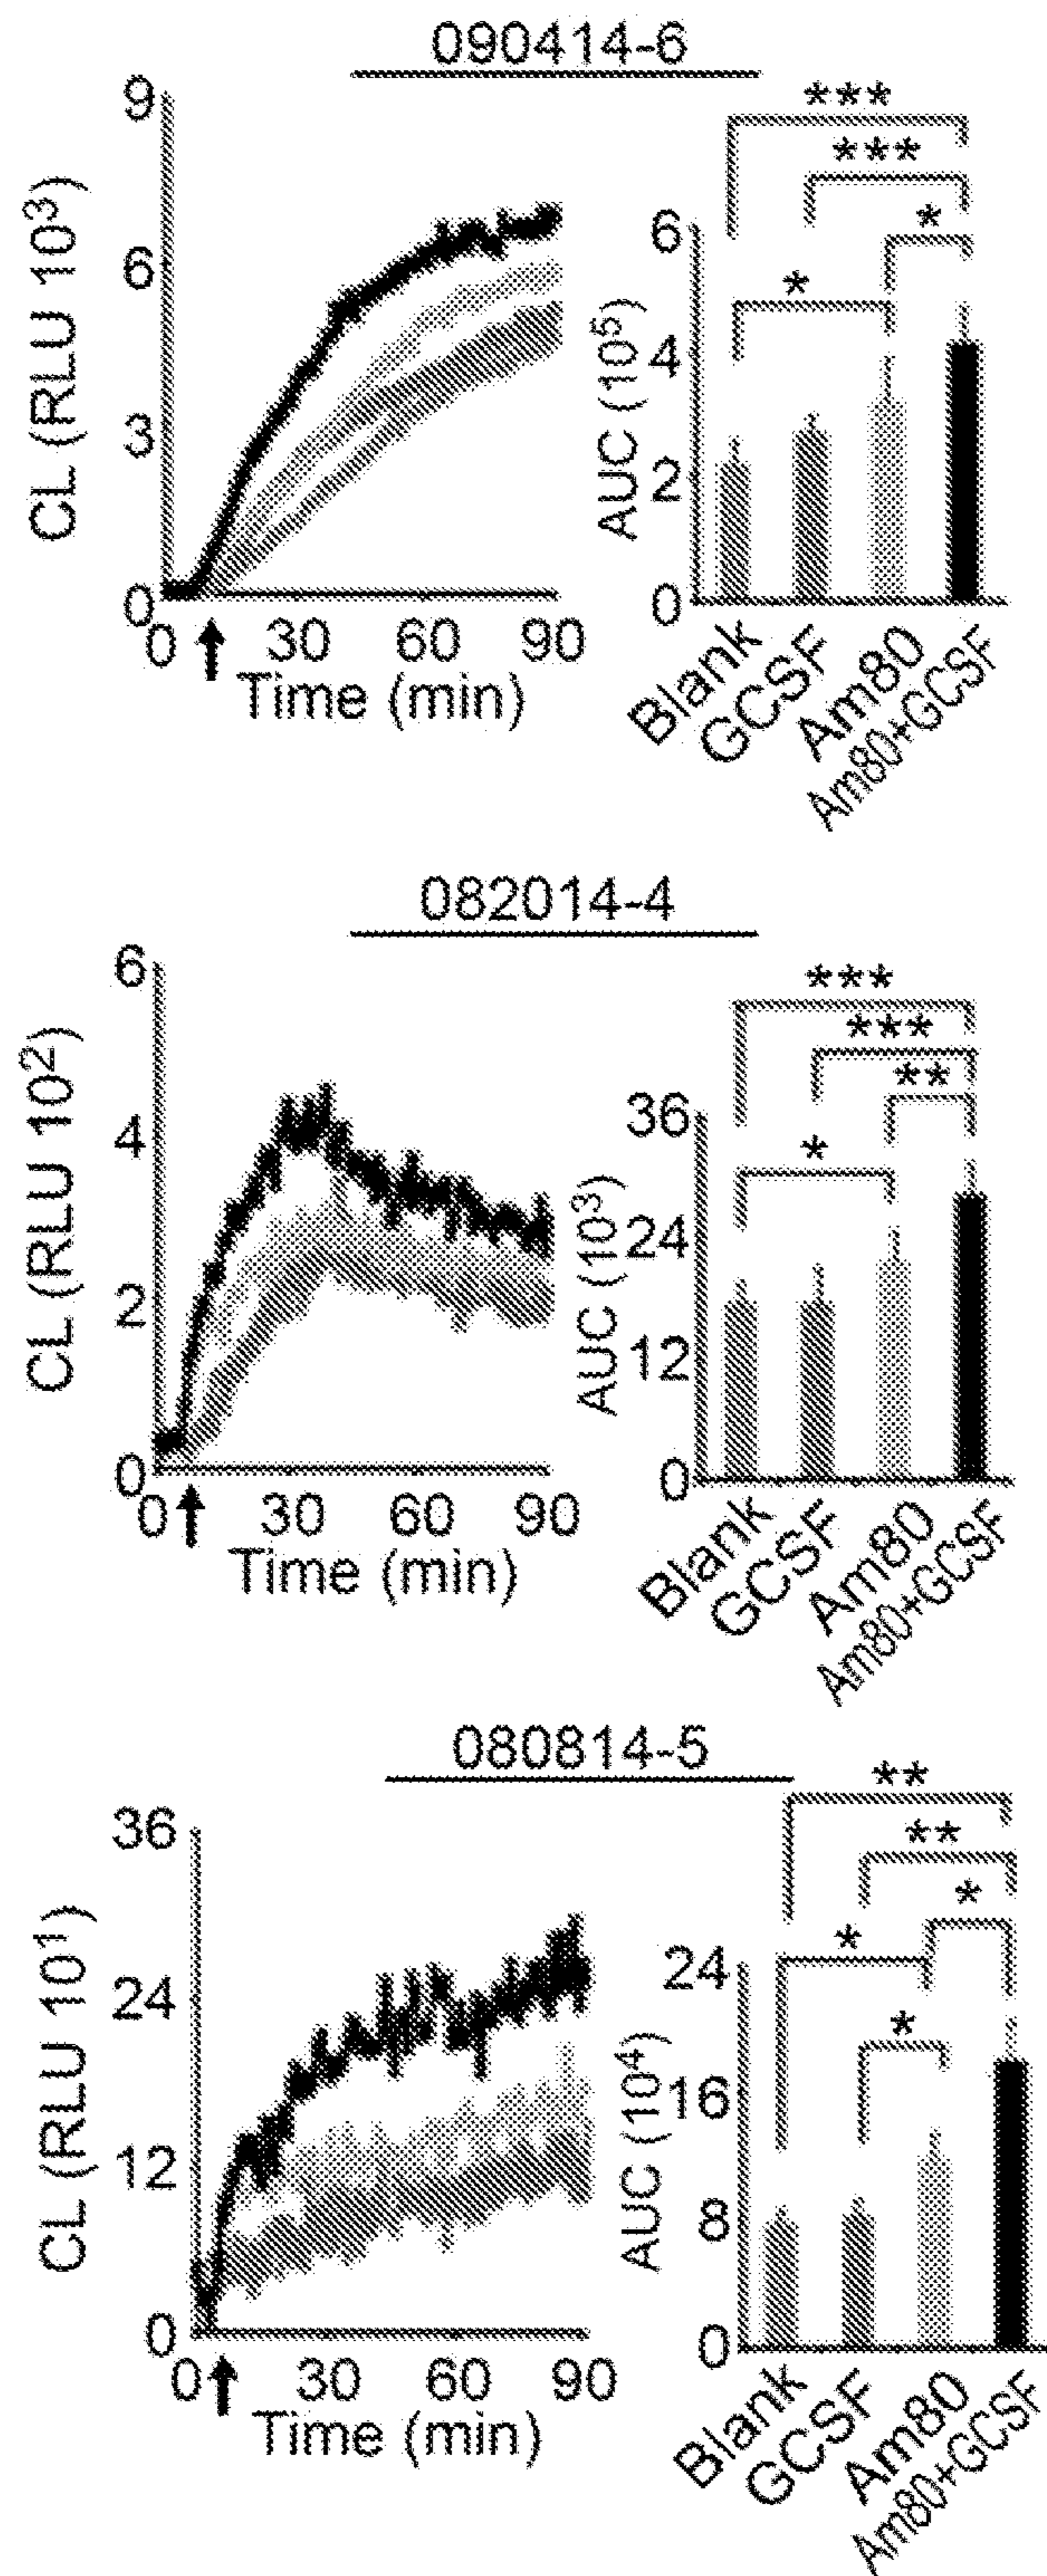 090414-6
CL (RLU 10³)
9
6
3
0
0 30 60 90
Time (min)
***
***
*
*
AUC (10⁵)
6
4
2
0
Blank
GCSF
Am80
Am80+GCSF
082014-4
CL (RLU 10²)
6
4
2
0
0 30 60 90
Time (min)
***
***
**
*
AUC (10³)
36
24
12
0
Blank
GCSF
Am80
Am80+GCSF
080814-5
CL (RLU 10¹)
36
24
12
0
0 30 60 90
Time (min)
**
**
*
*
*
AUC (10⁴)
24
16
8
0
Blank
GCSF
Am80
Am80+GCSF